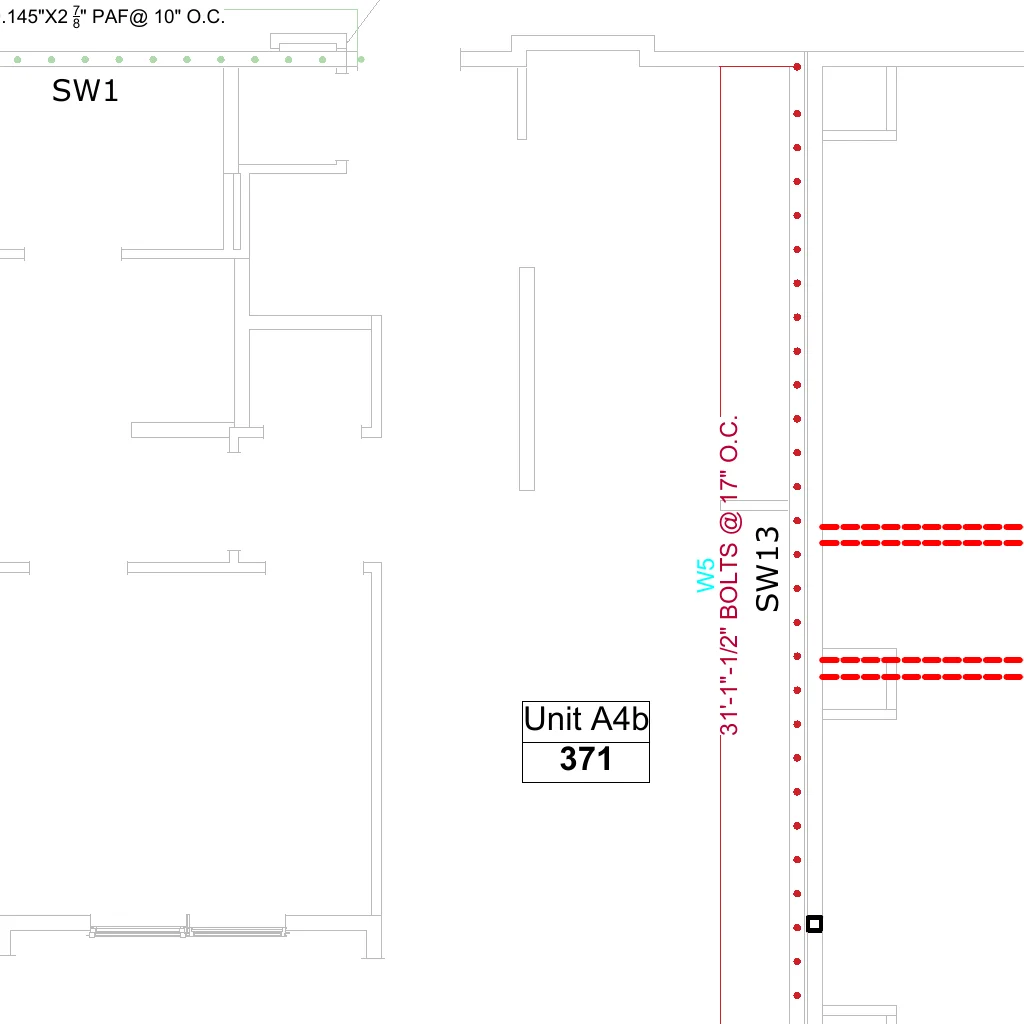 .145"X2 7/8" PAF@ 10" O.C.
SW1
W5
31'-1"-1/2" BOLTS @ 17" O.C.
SW13
Unit A4b
371